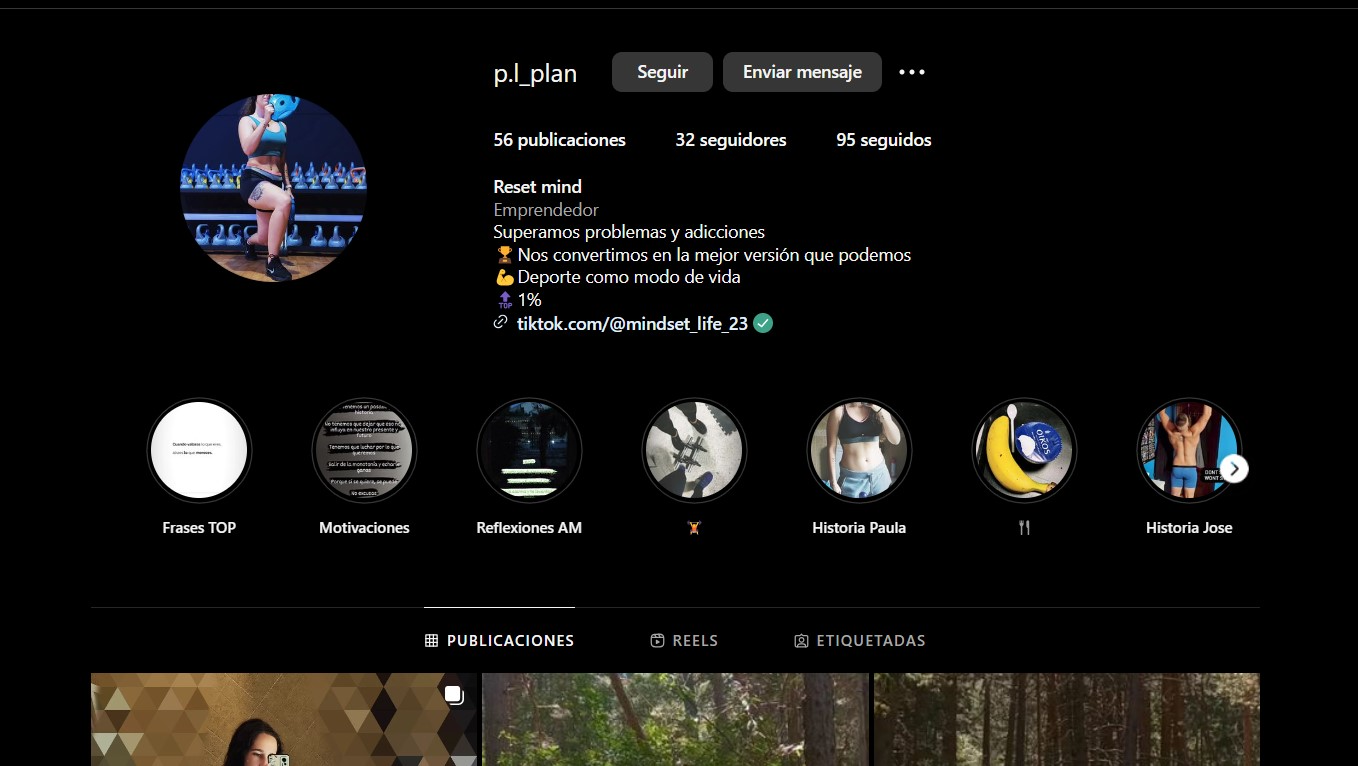 p.l_plan
Seguir
Enviar mensaje
56 publicaciones
32 seguidores
95 seguidos
Reset mind
Emprendedor
Superamos problemas y adicciones
🏆Nos convertimos en la mejor versión que podemos
💪Deporte como modo de vida
🔝1%
tiktok.com/@mindset_life_23
Frases TOP
Motivaciones
Reflexiones AM
🏋
Historia Paula
OIKOS
🍴
Historia Jose
PUBLICACIONES
REELS
ETIQUETADAS